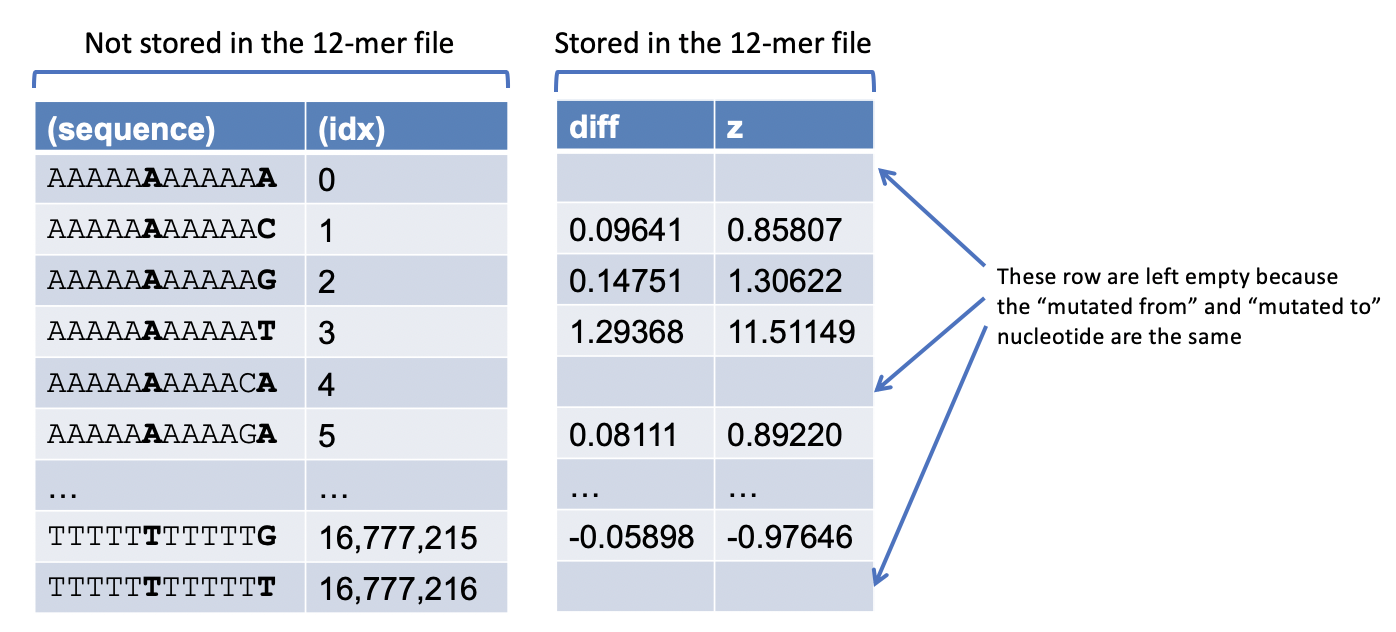 Not stored in the 12-mer file Stored in the 12-mer file
(sequence) (idx) diff z
AAAAAAAAAAAA 0
AAAAAAAAAAAC 1 0.09641 0.85807
AAAAAAAAAAAG 2 0.14751 1.30622
AAAAAAAAAAAT 3 1.29368 11.51149
AAAAAAAAAACA 4
AAAAAAAAAAGA 5 0.08111 0.89220
... ... ... ...
TTTTTTTTTTTG 16,777,215 -0.05898 -0.97646
TTTTTTTTTTTT 16,777,216
These row are left empty because
the “mutated from” and “mutated to”
nucleotide are the same